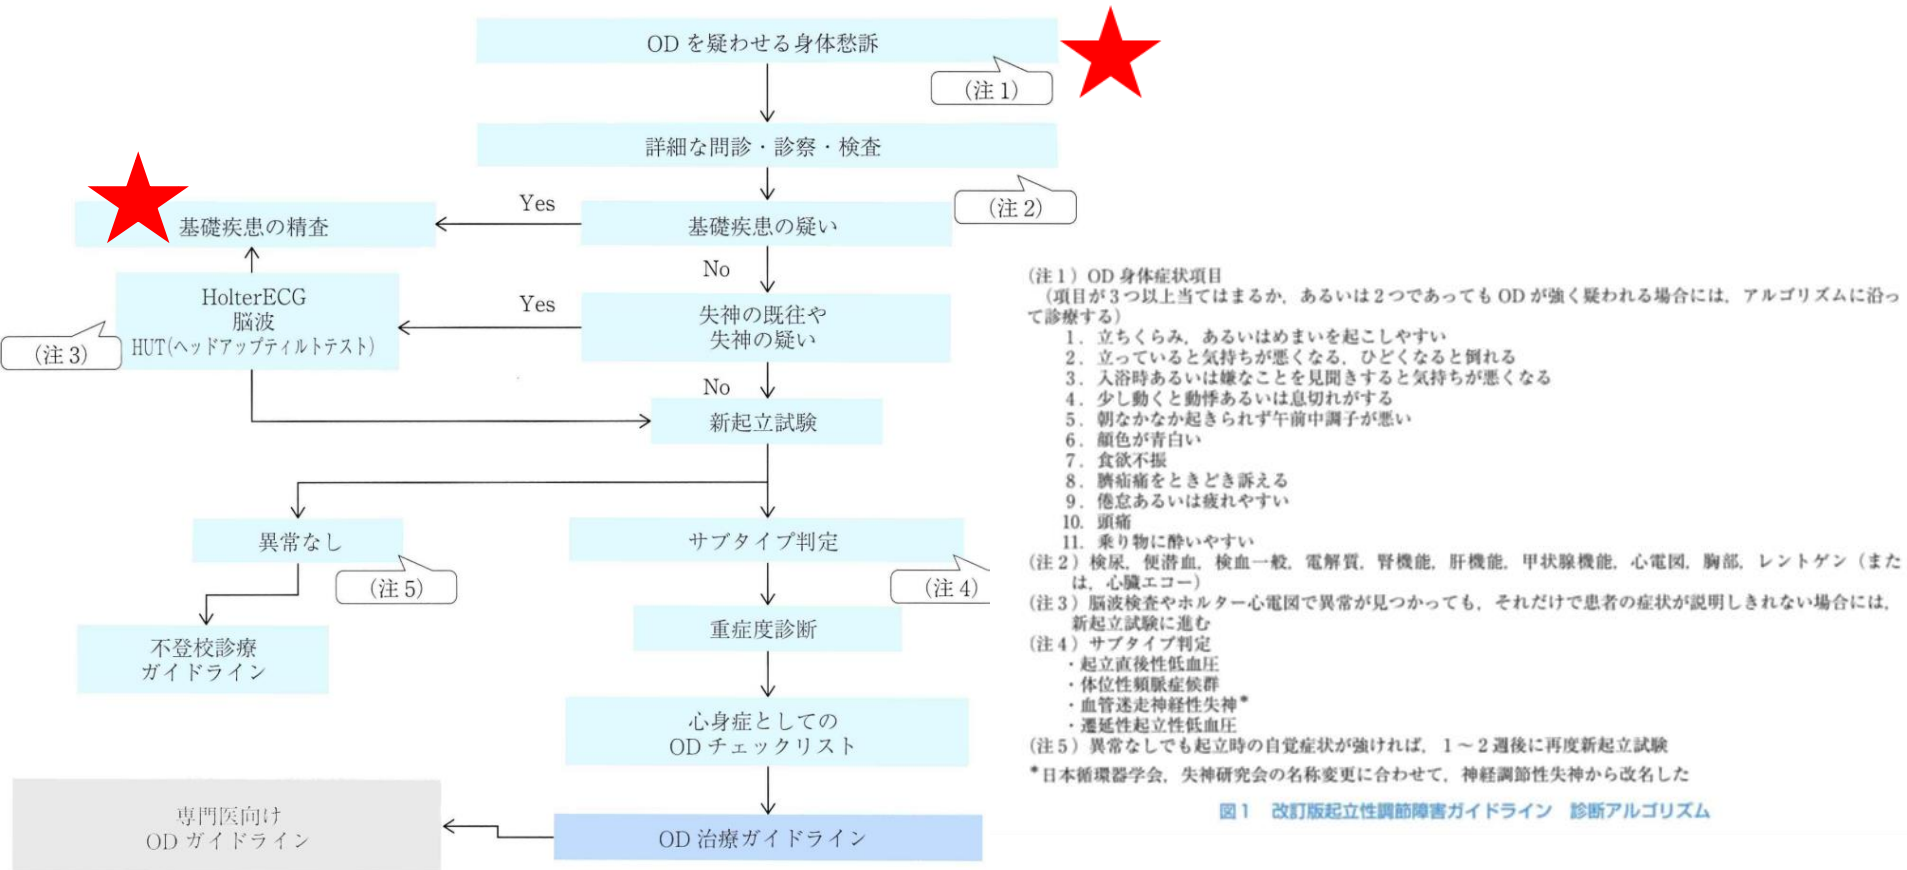 ODを疑わせる身体愁訴
(注1)
詳細な問診・診察・検査
(注2)
基礎疾患の疑い
Yes
基礎疾患の精査
No
HolterECG
脳波
HUT(ヘッドアップティルトテスト)
(注3)
Yes
失神の既往や
失神の疑い
No
新起立試験
異常なし
(注5)
サブタイプ判定
(注4)
不登校診療
ガイドライン
重症度診断
心身症としての
ODチェックリスト
専門医向け
ODガイドライン
OD治療ガイドライン
(注1)OD身体症状項目
(項目が3つ以上当てはまるか,あるいは2つであってもODが強く疑われる場合には,アルゴリズムに沿っ
て診療する)
1.立ちくらみ,あるいはめまいを起こしやすい
2.立っていると気持ちが悪くなる,ひどくなると倒れる
3.入浴時あるいは嫌なことを見聞きすると気持ちが悪くなる
4.少し動くと動悸あるいは息切れがする
5.朝なかなか起きられず午前中調子が悪い
6.顔色が青白い
7.食欲不振
8.臍疝痛をときどき訴える
9.倦怠あるいは疲れやすい
10.頭痛
11.乗り物に酔いやすい
(注2)検尿,便潜血,検血一般,電解質,腎機能,肝機能,甲状腺機能,心電図,胸部,レントゲン(また
は,心臓エコー)
(注3)脳波検査やホルター心電図で異常が見つかっても,それだけで患者の症状が説明しきれない場合には,
新起立試験に進む
(注4)サブタイプ判定
・起立直後性低血圧
・体位性頻脈症候群
・血管迷走神経性失神*
・遷延性起立性低血圧
(注5)異常なしでも起立時の自覚症状が強ければ,1~2週後に再度新起立試験
*日本循環器学会,失神研究会の名称変更に合わせて,神経調節性失神から改名した
図1 改訂版起立性調節障害ガイドライン 診断アルゴリズム